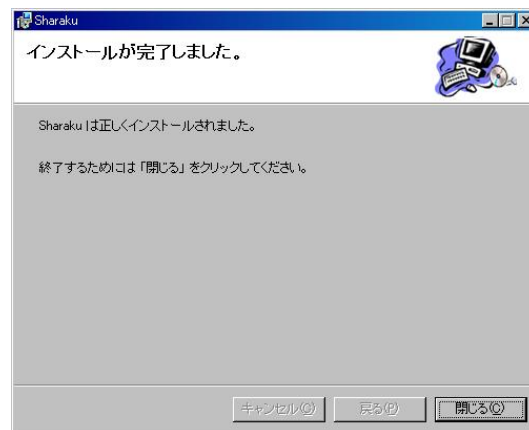 Sharaku
インストールが完了しました。
Sharaku は正しくインストールされました。
終了するためには「閉じる」をクリックしてください。
キャンセル(C)
戻る(P)
閉じる(C)